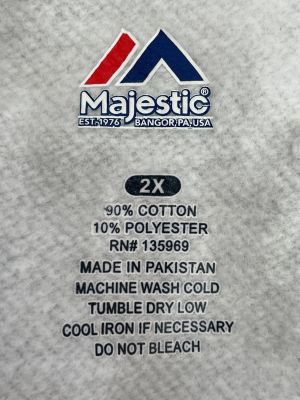 Majestic®
EST. 1976 BANGOR, PA, USA
2X
90% COTTON
10% POLYESTER
RN# 135969
MADE IN PAKISTAN
MACHINE WASH COLD
TUMBLE DRY LOW
COOL IRON IF NECESSARY
DO NOT BLEACH